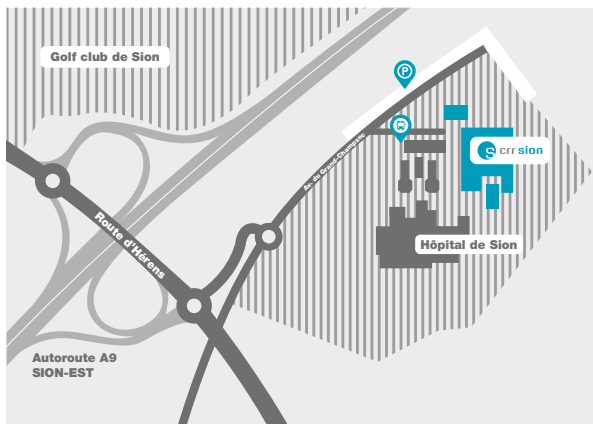 Golf club de Sion
P
crr sion
Av. du Grand-Champsec
Route d'Hérens
Hôpital de Sion
Autoroute A9
SION-EST